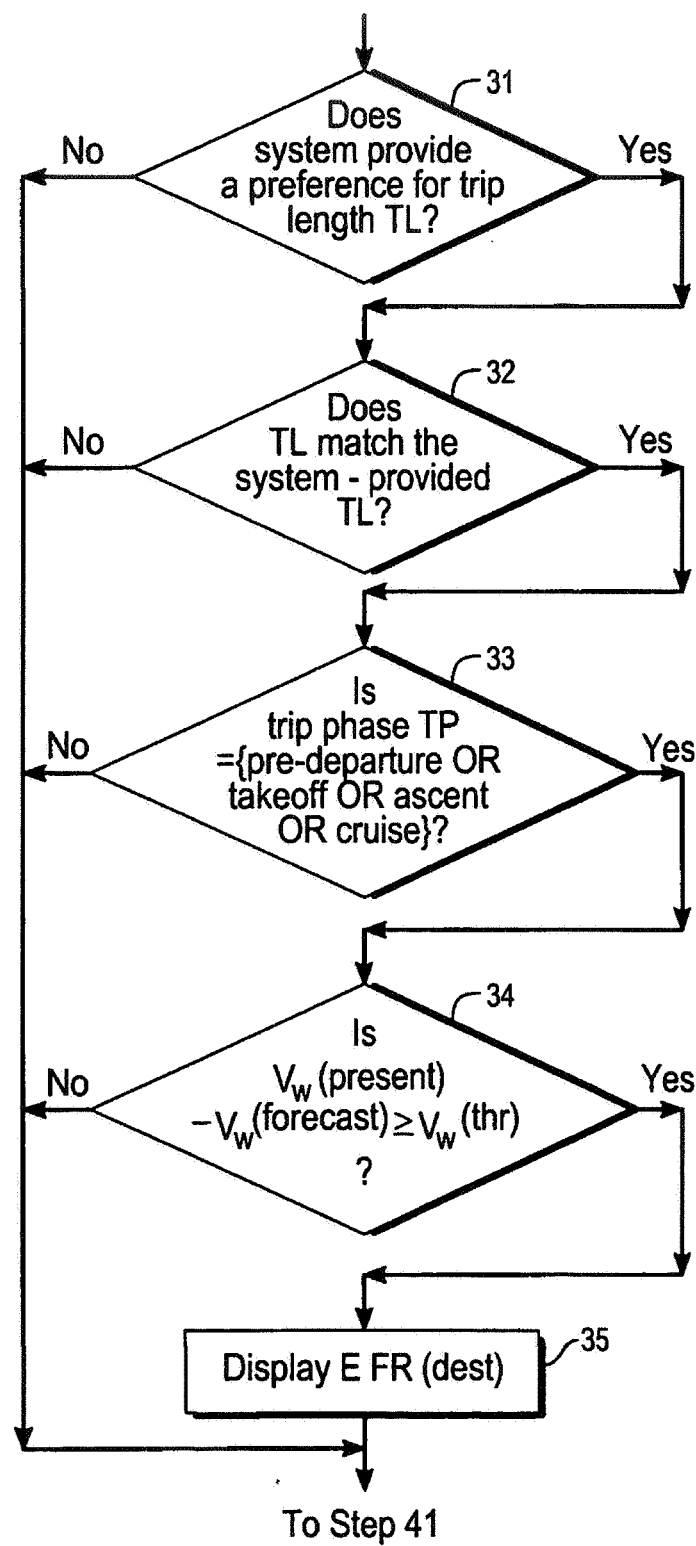 31
Does
system provide
a preference for trip
length TL?
No
Yes
32
Does
TL match the
system - provided
TL?
No
Yes
33
Is
trip phase TP
={pre-departure OR
takeoff OR ascent
OR cruise}?
No
Yes
34
Is
Vw (present)
–Vw(forecast) ≥ Vw (thr)
?
No
Yes
35
Display E FR (dest)
To Step 41